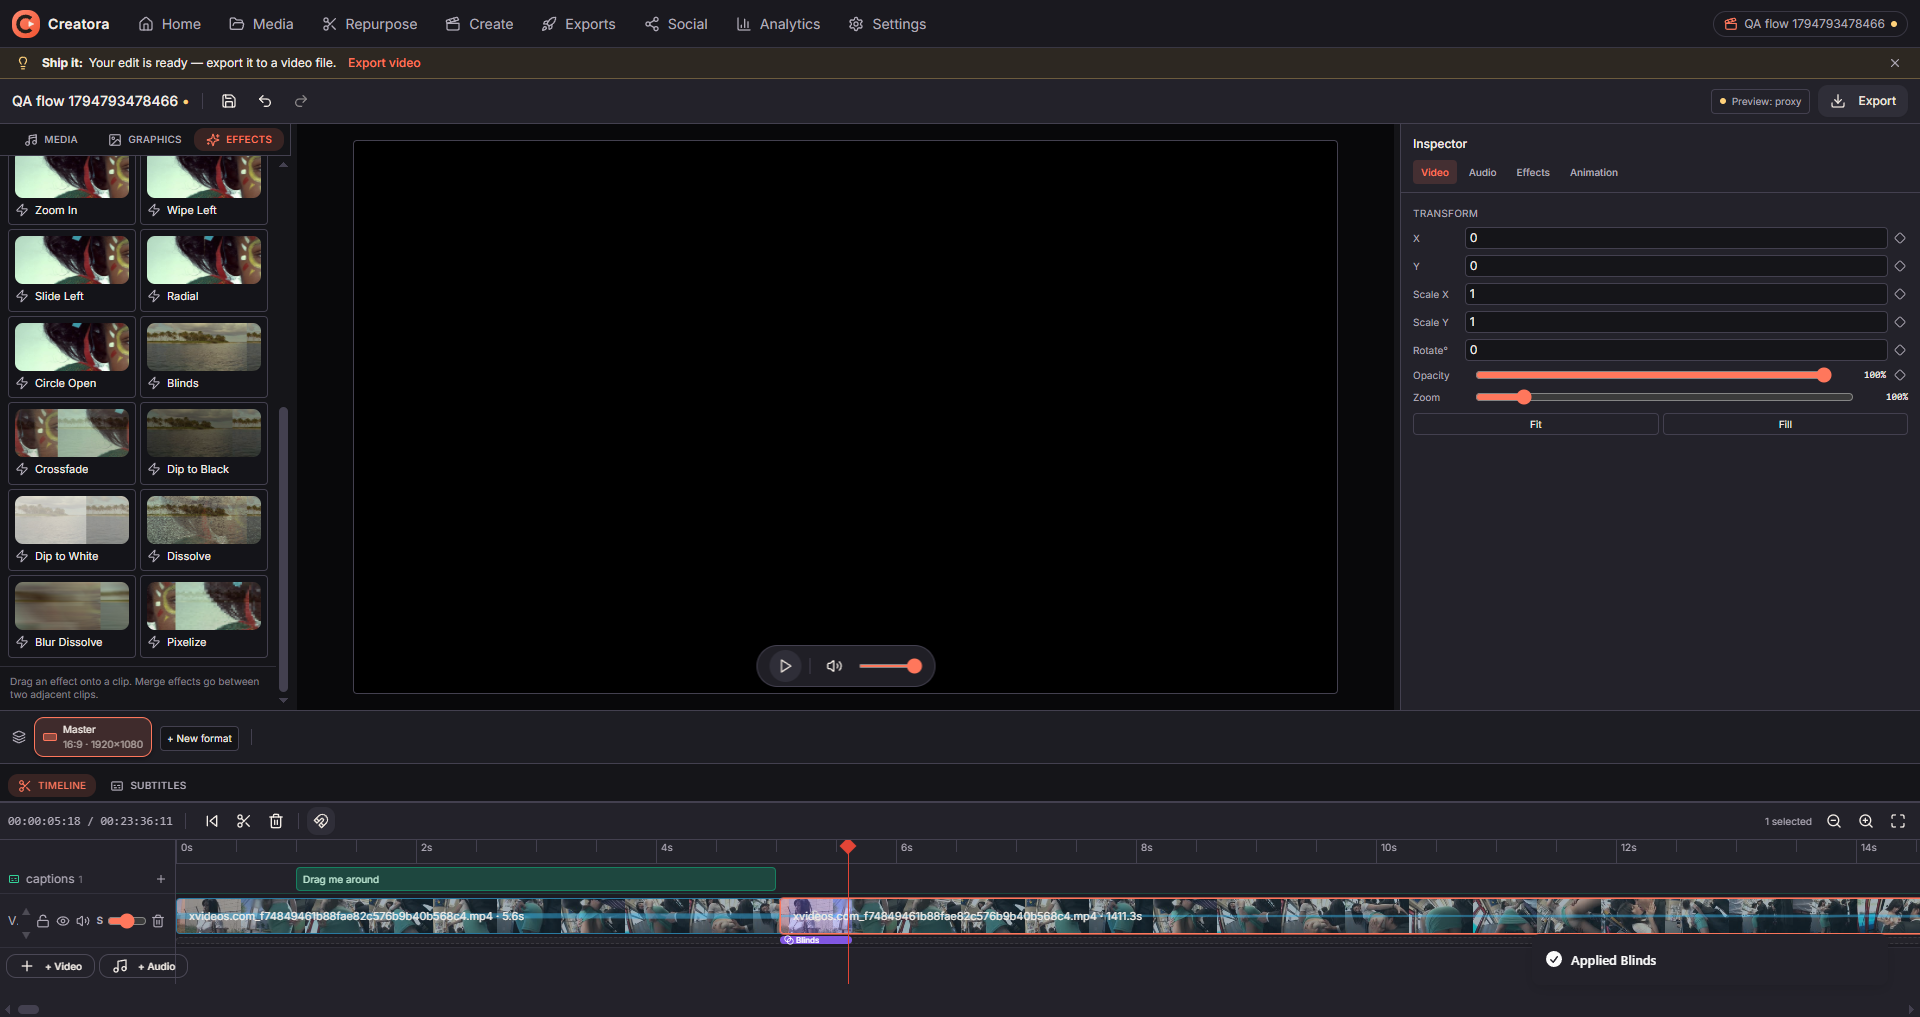 Creatora
Home
Media
Repurpose
Create
Exports
Social
Analytics
Settings
QA flow 1794793478466
Ship it: Your edit is ready — export it to a video file. Export video
QA flow 1794793478466
Preview: proxy
Export
MEDIA
GRAPHICS
EFFECTS
Zoom In
Wipe Left
Slide Left
Radial
Circle Open
Blinds
Crossfade
Dip to Black
Dip to White
Dissolve
Blur Dissolve
Pixelize
Drag an effect onto a clip. Merge effects go between
two adjacent clips.
Inspector
Video
Audio
Effects
Animation
TRANSFORM
X 0
Y 0
Scale X 1
Scale Y 1
Rotate° 0
Opacity 100%
Zoom 100%
Fit
Fill
Master
16:9 · 1920×1080
+ New format
TIMELINE
SUBTITLES
00:00:05:18 / 00:23:36:11
1 selected
0s 2s 4s 6s 8s 10s 12s 14s
captions 1
Drag me around
V.
S
xvideos.com_f74849461b88fae82c576b9b40b568c4.mp4 · 5.6s
xvideos.com_f74849461b88fae82c576b9b40b568c4.mp4 · 1411.3s
Blinds
+ Video
+ Audio
Applied Blinds